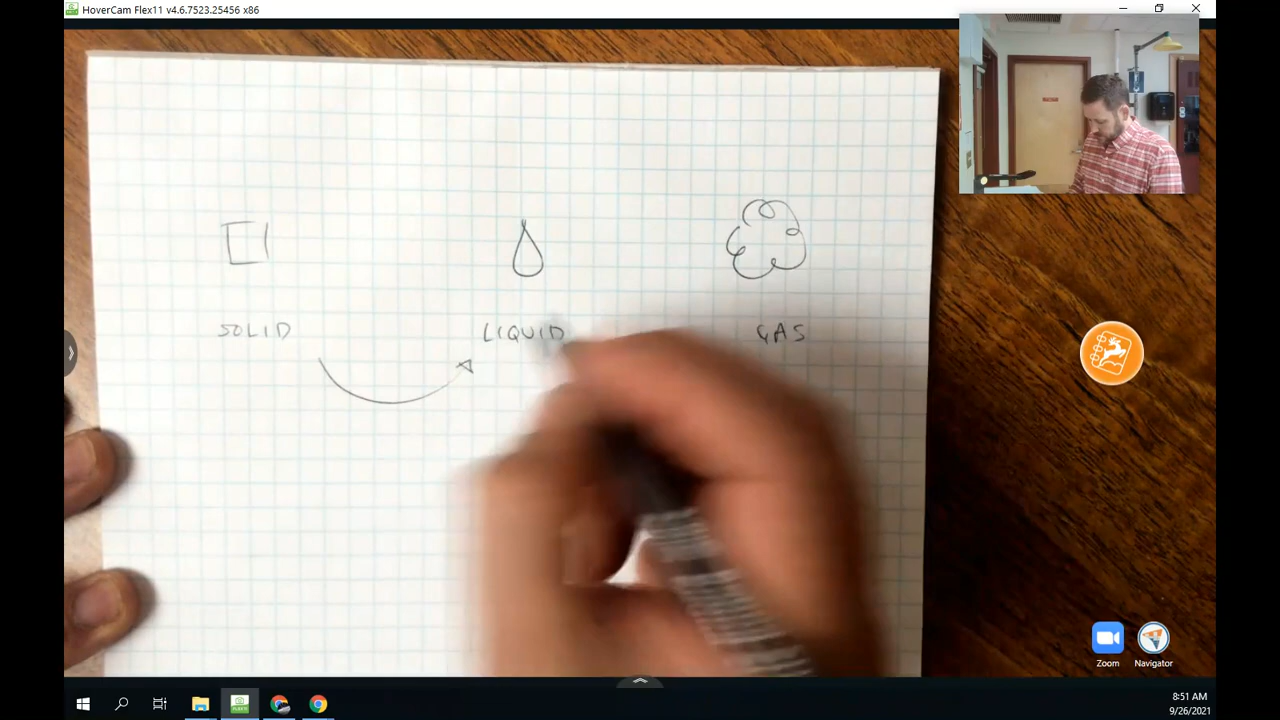 HoverCam Flex11 v4.6.7523.25456 x86
SOLID LIQUID GAS
Zoom Navigator
8:51 AM
9/26/2021